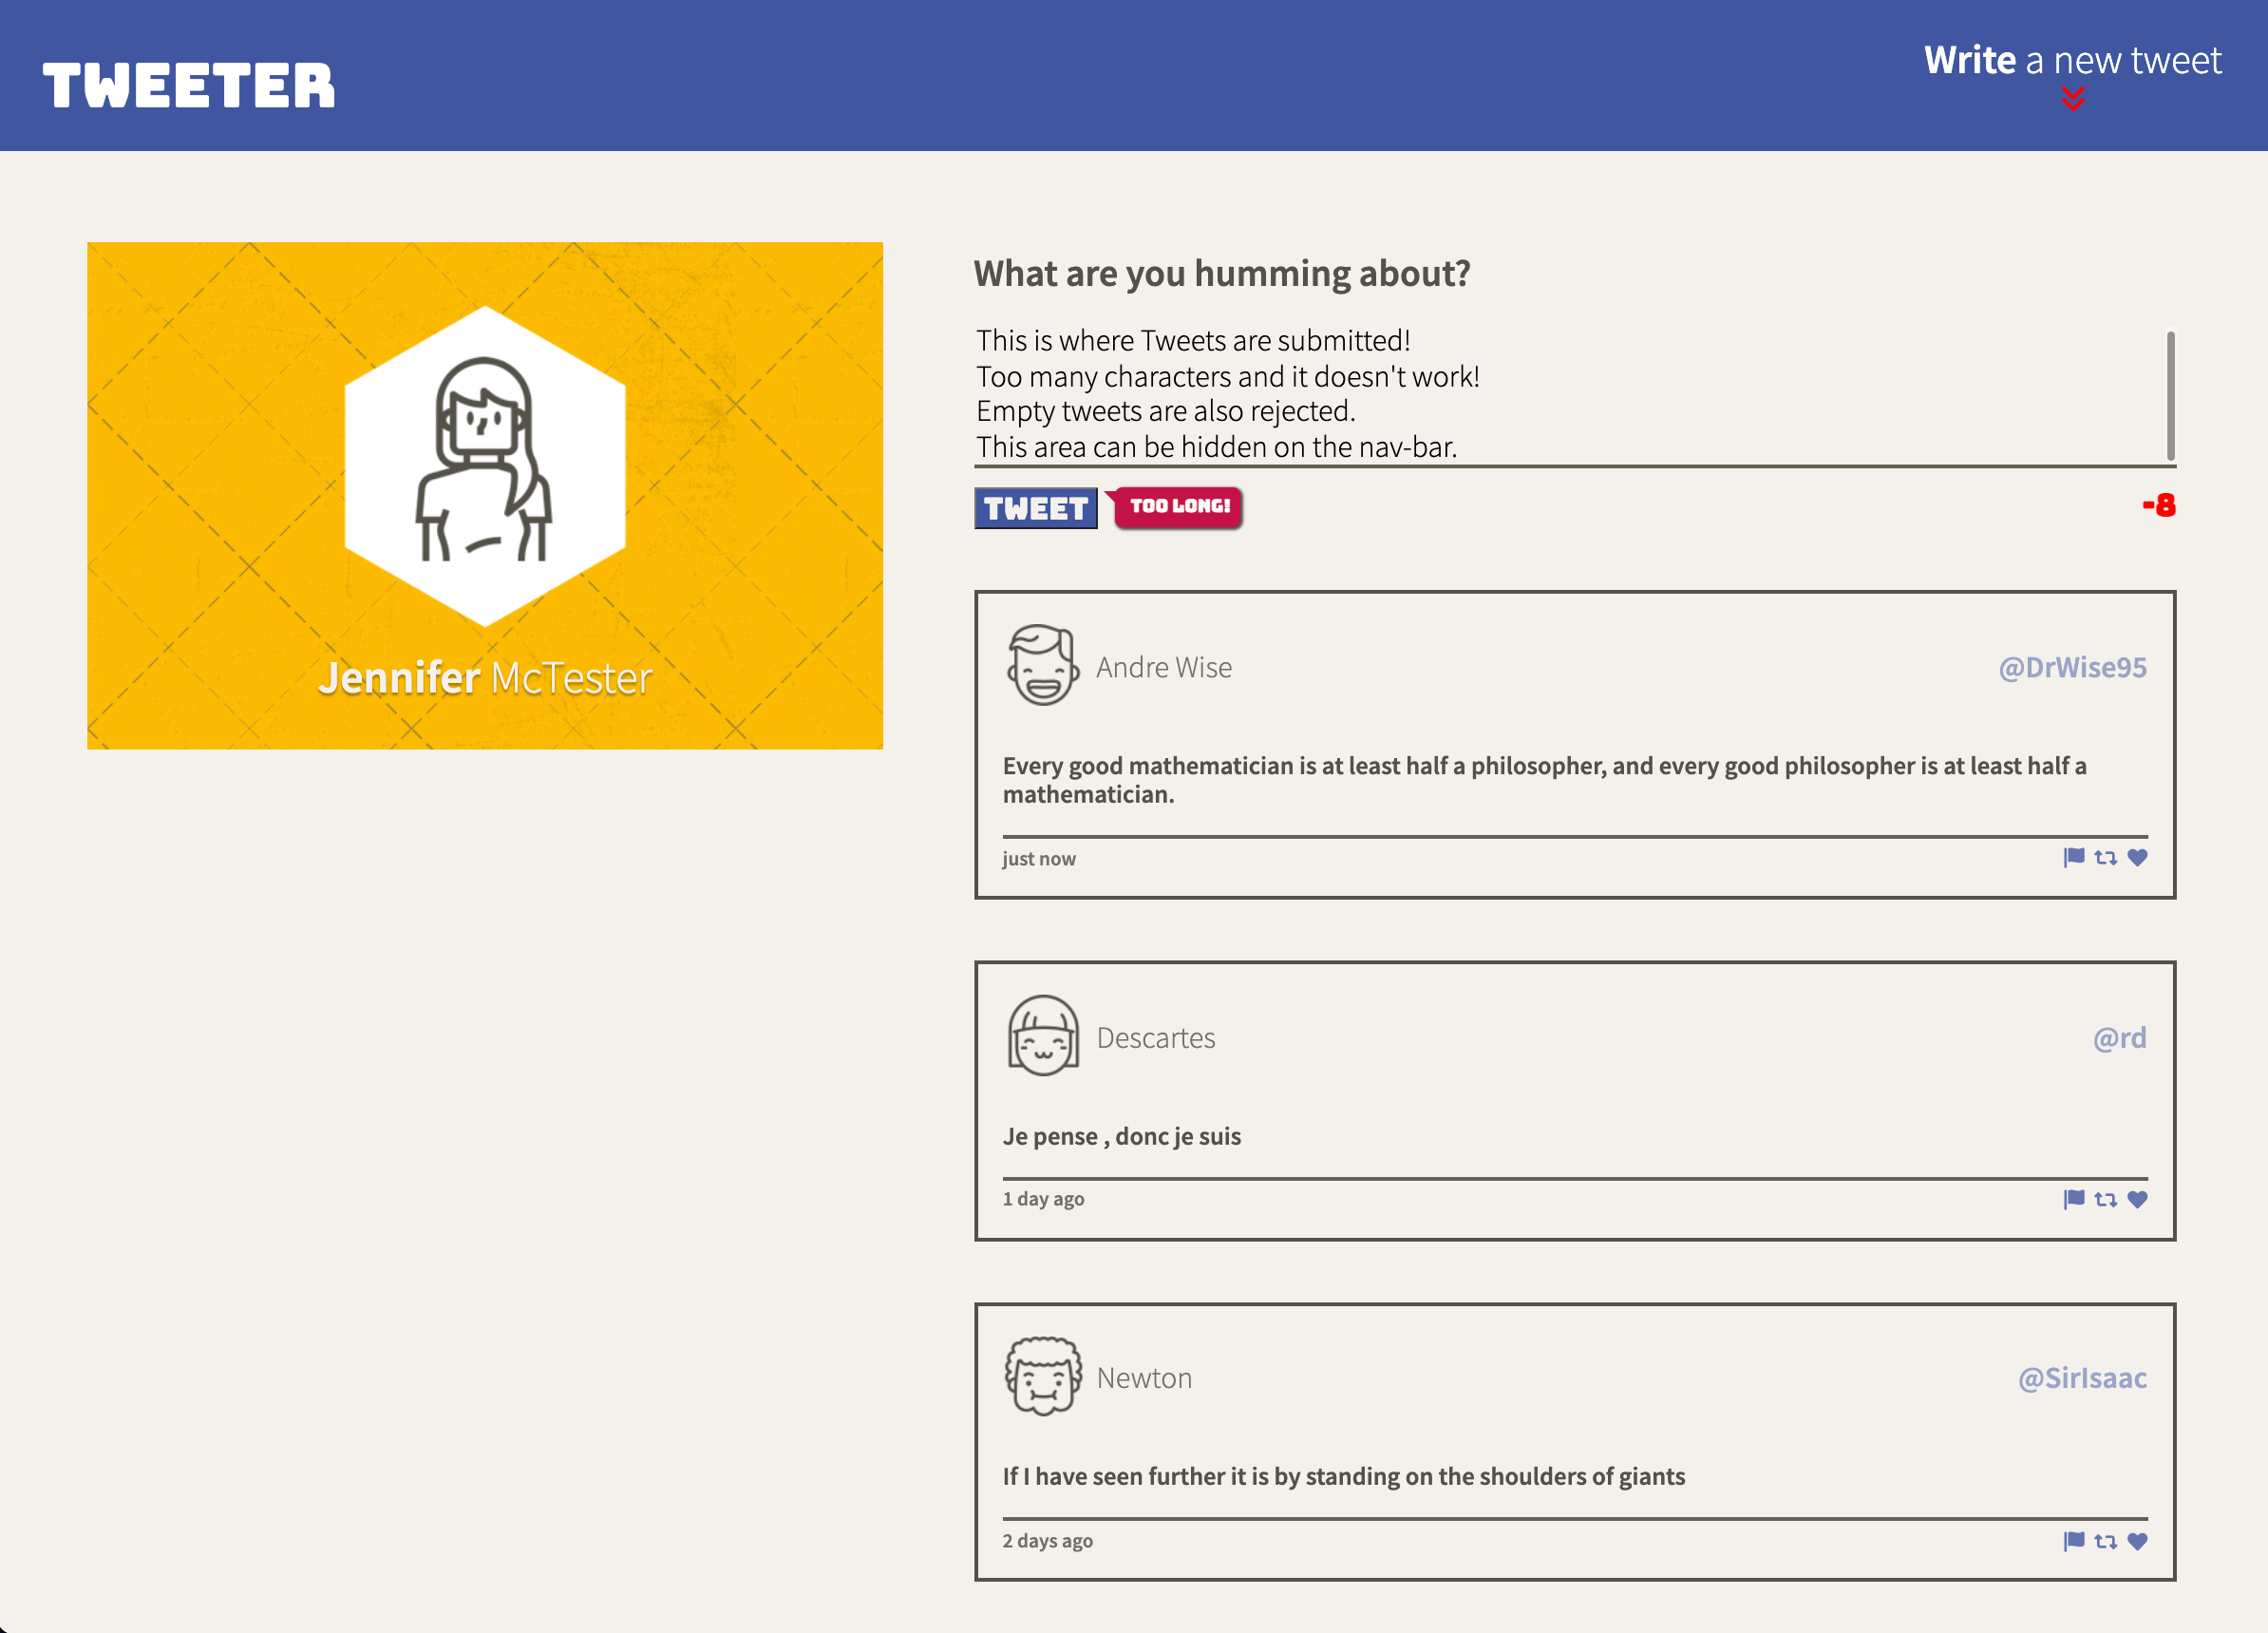 TWEETER
Write a new tweet
Jennifer McTester
What are you humming about?
This is where Tweets are submitted!
Too many characters and it doesn't work!
Empty tweets are also rejected.
This area can be hidden on the nav-bar.
TWEET
TOO LONG!
-8
Andre Wise
@DrWise95
Every good mathematician is at least half a philosopher, and every good philosopher is at least half a
mathematician.
just now
Descartes
@rd
Je pense , donc je suis
1 day ago
Newton
@SirIsaac
If I have seen further it is by standing on the shoulders of giants
2 days ago